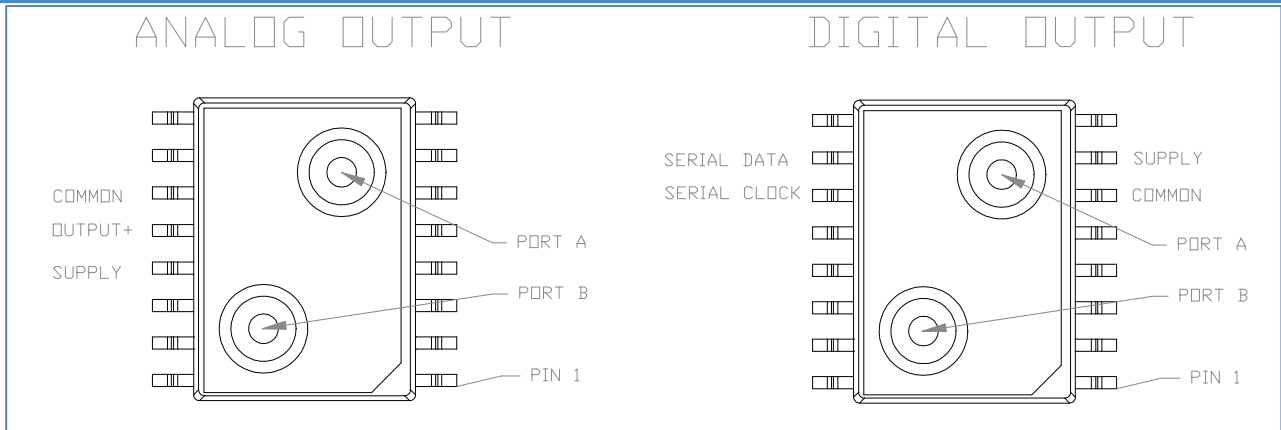 ANALOG OUTPUT
COMMON
OUTPUT+
SUPPLY
PORT A
PORT B
PIN 1
DIGITAL OUTPUT
SERIAL DATA
SERIAL CLOCK
SUPPLY
COMMON
PORT A
PORT B
PIN 1